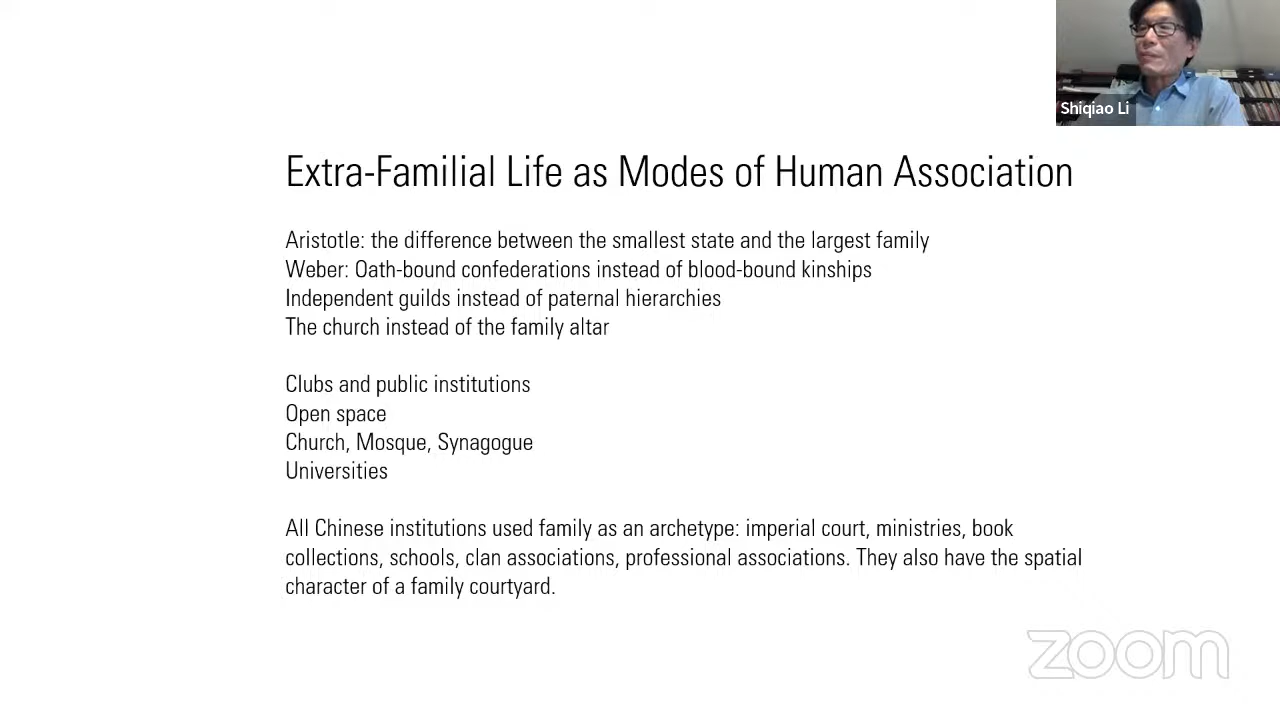 Shiqiao Li
Extra-Familial Life as Modes of Human Association
Aristotle: the difference between the smallest state and the largest family
Weber: Oath-bound confederations instead of blood-bound kinships
Independent guilds instead of paternal hierarchies
The church instead of the family altar
Clubs and public institutions
Open space
Church, Mosque, Synagogue
Universities
All Chinese institutions used family as an archetype: imperial court, ministries, book
collections, schools, clan associations, professional associations. They also have the spatial
character of a family courtyard.
zoom